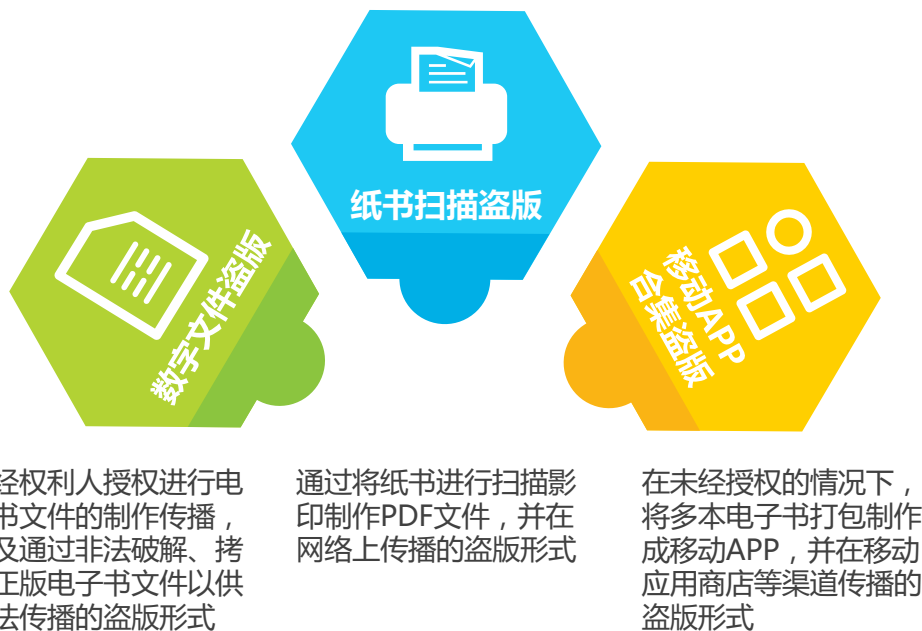 纸书扫描盗版
数字文件盗版
移动APP
合集盗版
经权利人授权进行电
书文件的制作传播，
及通过非法破解、拷
正版电子书文件以供
法传播的盗版形式
通过将纸书进行扫描影
印制作PDF文件，并在
网络上传播的盗版形式
在未经授权的情况下，
将多本电子书打包制作
成移动APP，并在移动
应用商店等渠道传播的
盗版形式